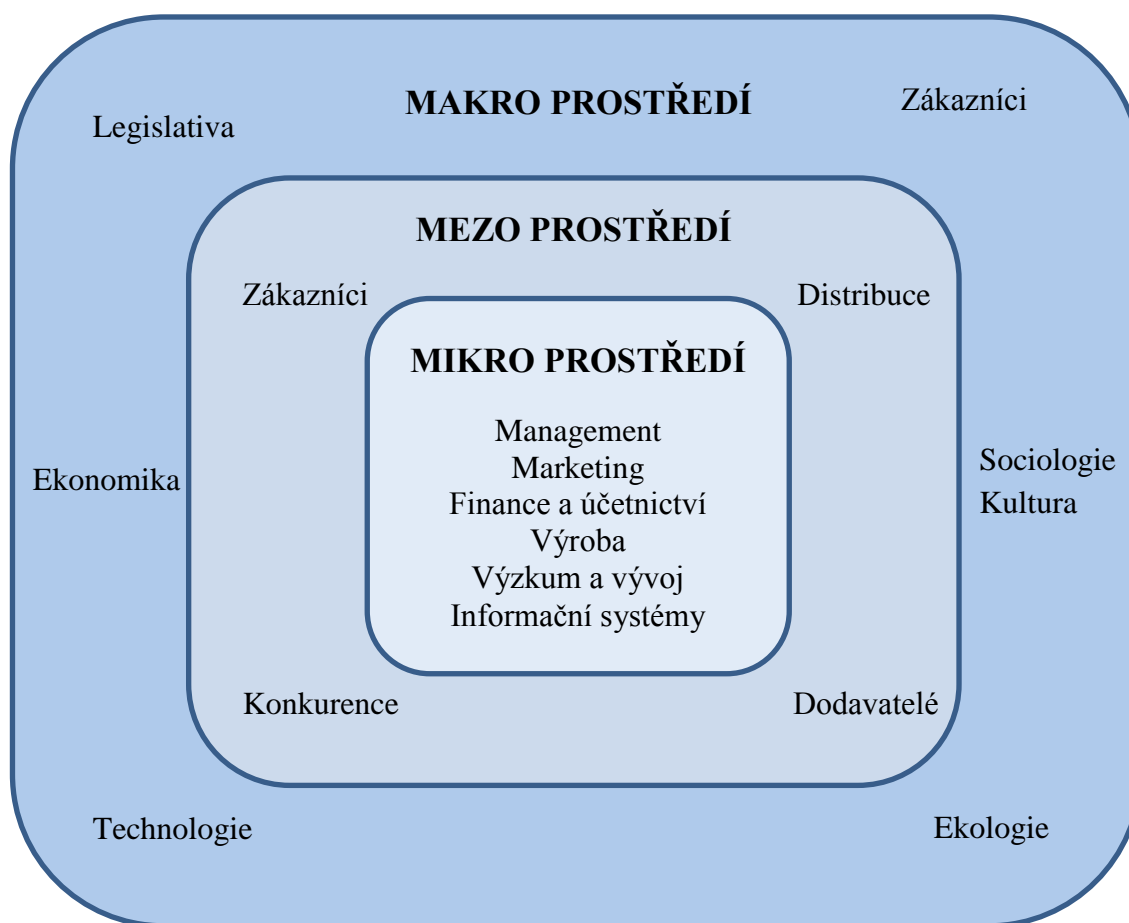 MAKRO PROSTŘEDÍ
Zákazníci
Legislativa
MEZO PROSTŘEDÍ
Zákazníci
Distribuce
MIKRO PROSTŘEDÍ
Management
Marketing
Finance a účetnictví
Výroba
Výzkum a vývoj
Informační systémy
Ekonomika
Sociologie
Kultura
Konkurence
Dodavatelé
Technologie
Ekologie